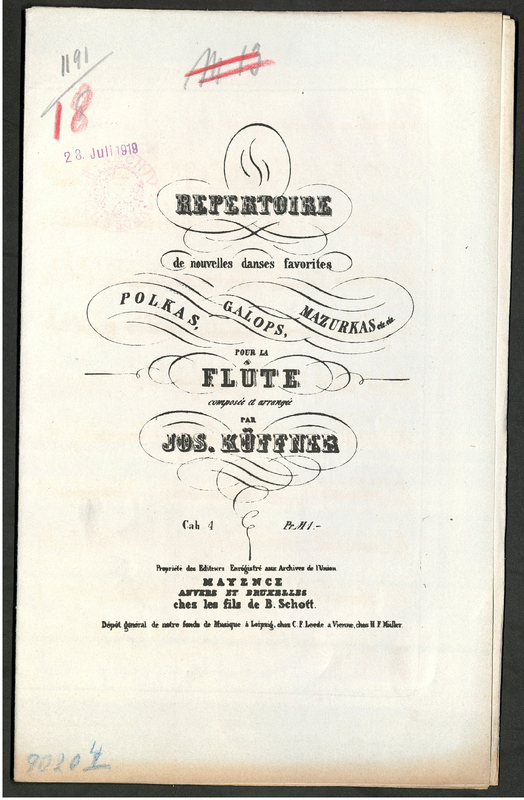 1191
18
M 13
28. Juli 1919
REPERTOIRE
de nouvelles danses favorites
POLKAS, GALOPS, MAZURKAS etc. etc.
POUR LA
FLUTE
composée et arrangée
PAR
JOS. KÜFFNER
Cah 4 Pr. M 1.–
Propriété des Editeurs Enrégistré aux Archives de l'Union
MAYENCE
ANVERS ET BRUXELLES
chez les fils de B. Schott.
Dépôt général de notre fonds de Musique à Leipzig, chez C. F. Leede a Vienne, chez H. F. Müller.